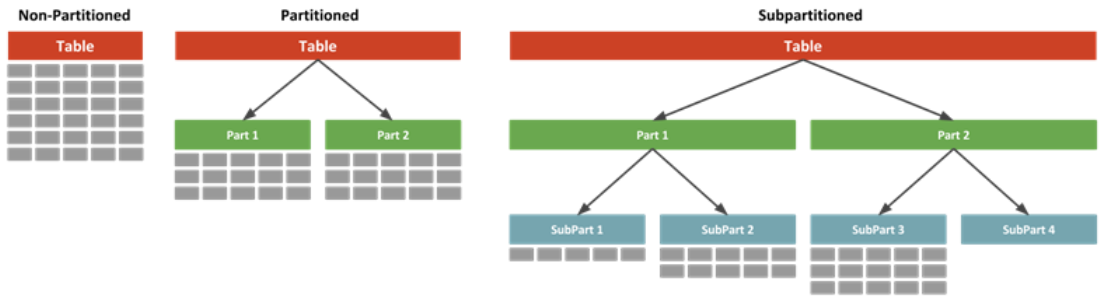 Non-Partitioned
Partitioned
Subpartitioned
Table
Table
Table
Part 1
Part 2
Part 1
Part 2
SubPart 1
SubPart 2
SubPart 3
SubPart 4